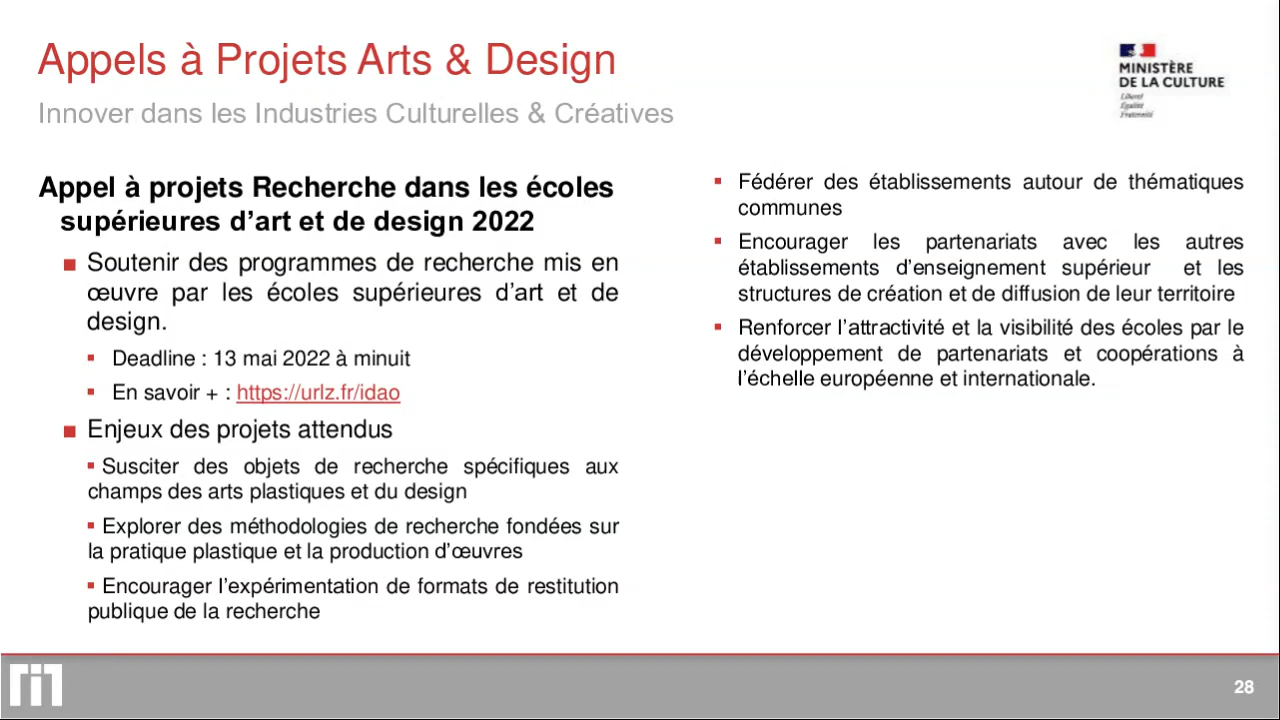 Appels à Projets Arts & Design
Innover dans les Industries Culturelles & Créatives
MINISTÈRE
DE LA CULTURE
Liberté
Égalité
Fraternité
Appel à projets Recherche dans les écoles
supérieures d’art et de design 2022
Soutenir des programmes de recherche mis en
œuvre par les écoles supérieures d’art et de
design.
Deadline : 13 mai 2022 à minuit
En savoir + : https://urlz.fr/idao
Enjeux des projets attendus
Susciter des objets de recherche spécifiques aux
champs des arts plastiques et du design
Explorer des méthodologies de recherche fondées sur
la pratique plastique et la production d’œuvres
Encourager l’expérimentation de formats de restitution
publique de la recherche
Fédérer des établissements autour de thématiques
communes
Encourager les partenariats avec les autres
établissements d’enseignement supérieur et les
structures de création et de diffusion de leur territoire
Renforcer l’attractivité et la visibilité des écoles par le
développement de partenariats et coopérations à
l’échelle européenne et internationale.
28